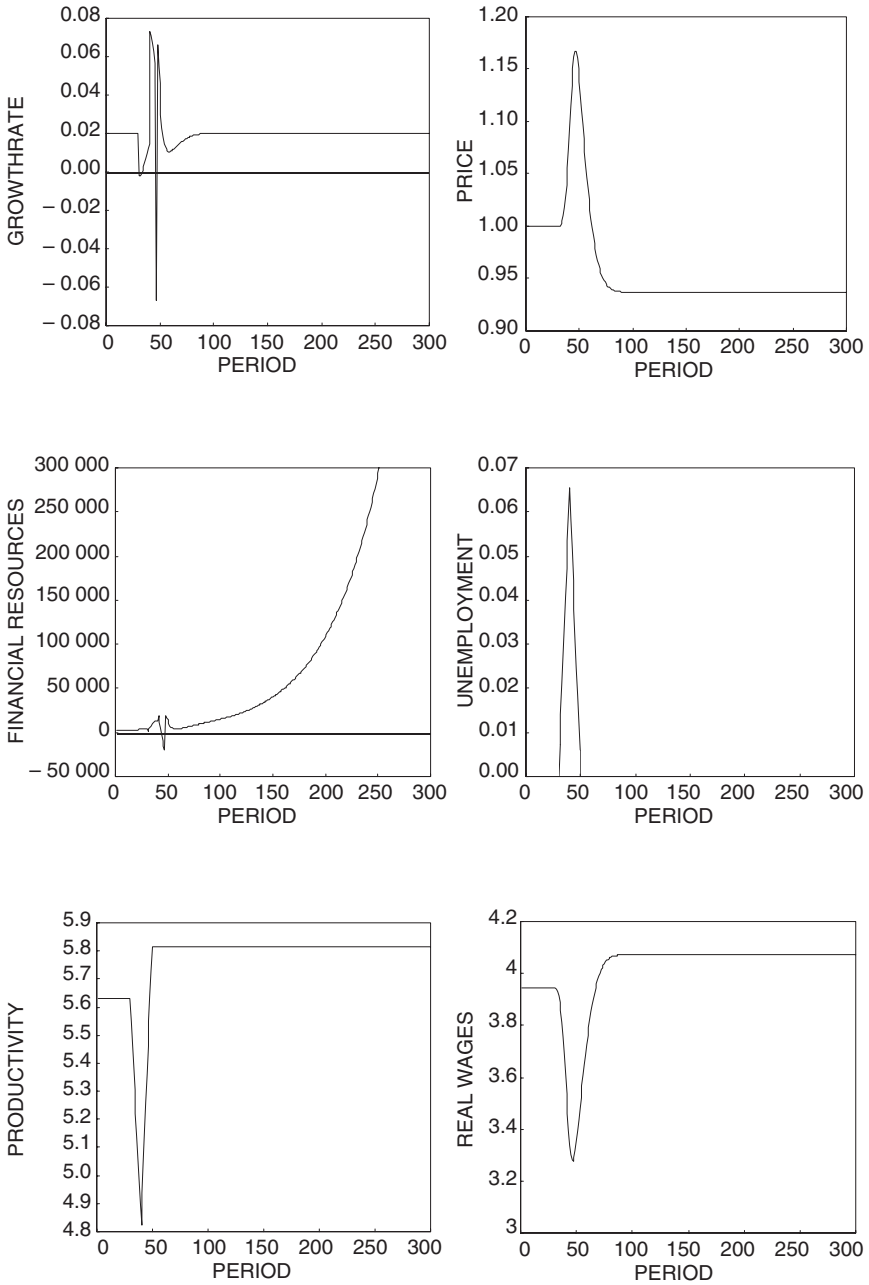 GROWTHRATE
0.08
0.06
0.04
0.02
0.00
– 0.02
– 0.04
– 0.06
– 0.08
0 50 100 150 200 250 300
PERIOD
PRICE
1.20
1.15
1.10
1.05
1.00
0.95
0.90
0 50 100 150 200 250 300
PERIOD
FINANCIAL RESOURCES
300 000
250 000
200 000
150 000
100 000
50 000
0
– 50 000
0 50 100 150 200 250 300
PERIOD
UNEMPLOYMENT
0.07
0.06
0.05
0.04
0.03
0.02
0.01
0.00
0 50 100 150 200 250 300
PERIOD
PRODUCTIVITY
5.9
5.8
5.7
5.6
5.5
5.4
5.3
5.2
5.1
5.0
4.9
4.8
0 50 100 150 200 250 300
PERIOD
REAL WAGES
4.2
4
3.8
3.6
3.4
3.2
3
0 50 100 150 200 250 300
PERIOD